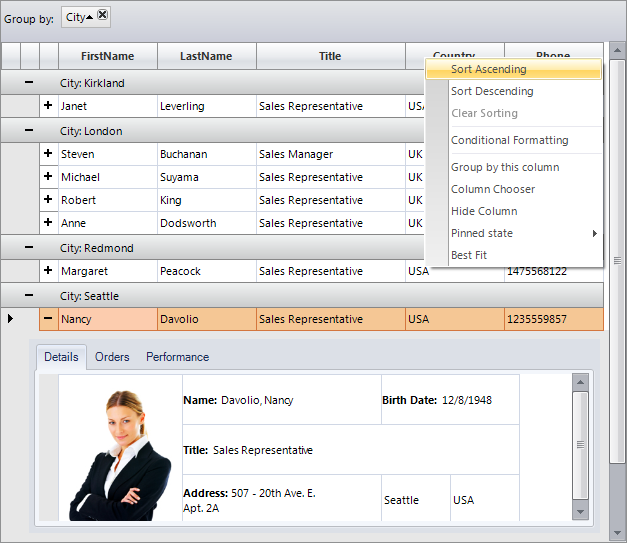 Group by: City
FirstName LastName Title Country Phone
City: Kirkland
Janet Leverling Sales Representative USA
City: London
Steven Buchanan Sales Manager UK
Michael Suyama Sales Representative UK
Robert King Sales Representative UK
Anne Dodsworth Sales Representative UK
City: Redmond
Margaret Peacock Sales Representative USA 1475568122
City: Seattle
Nancy Davolio Sales Representative USA 1235559857
Sort Ascending
Sort Descending
Clear Sorting
Conditional Formatting
Group by this column
Column Chooser
Hide Column
Pinned state
Best Fit
Details Orders Performance
Name: Davolio, Nancy Birth Date: 12/8/1948
Title: Sales Representative
Address: 507 - 20th Ave. E.
Apt. 2A Seattle USA